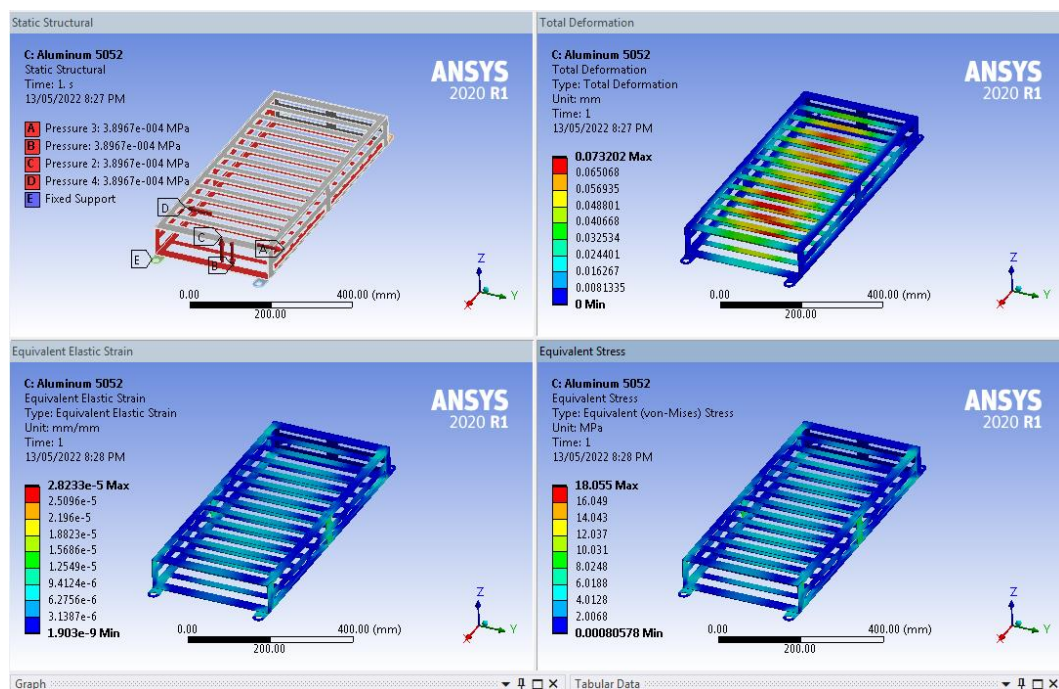 Static Structural
C: Aluminum 5052
Static Structural
Time: 1. s
13/05/2022 8:27 PM
A Pressure 3: 3.8967e-004 MPa
B Pressure: 3.8967e-004 MPa
C Pressure 2: 3.8967e-004 MPa
D Pressure 4: 3.8967e-004 MPa
E Fixed Support
ANSYS
2020 R1
D
C
A
B
E
Z
Y
X
0.00
400.00 (mm)
200.00
Total Deformation
C: Aluminum 5052
Total Deformation
Type: Total Deformation
Unit: mm
Time: 1
13/05/2022 8:27 PM
0.073202 Max
0.065068
0.056935
0.048801
0.040668
0.032534
0.024401
0.016267
0.0081335
0 Min
ANSYS
2020 R1
Z
Y
X
0.00
400.00 (mm)
200.00
Equivalent Elastic Strain
C: Aluminum 5052
Equivalent Elastic Strain
Type: Equivalent Elastic Strain
Unit: mm/mm
Time: 1
13/05/2022 8:28 PM
2.8233e-5 Max
2.5096e-5
2.196e-5
1.8823e-5
1.5686e-5
1.2549e-5
9.4124e-6
6.2756e-6
3.1387e-6
1.903e-9 Min
ANSYS
2020 R1
Z
Y
X
0.00
400.00 (mm)
200.00
Equivalent Stress
C: Aluminum 5052
Equivalent Stress
Type: Equivalent (von-Mises) Stress
Unit: MPa
Time: 1
13/05/2022 8:28 PM
18.055 Max
16.049
14.043
12.037
10.031
8.0248
6.0188
4.0128
2.0068
0.00080578 Min
ANSYS
2020 R1
Z
Y
X
0.00
400.00 (mm)
200.00
Graph
Tabular Data